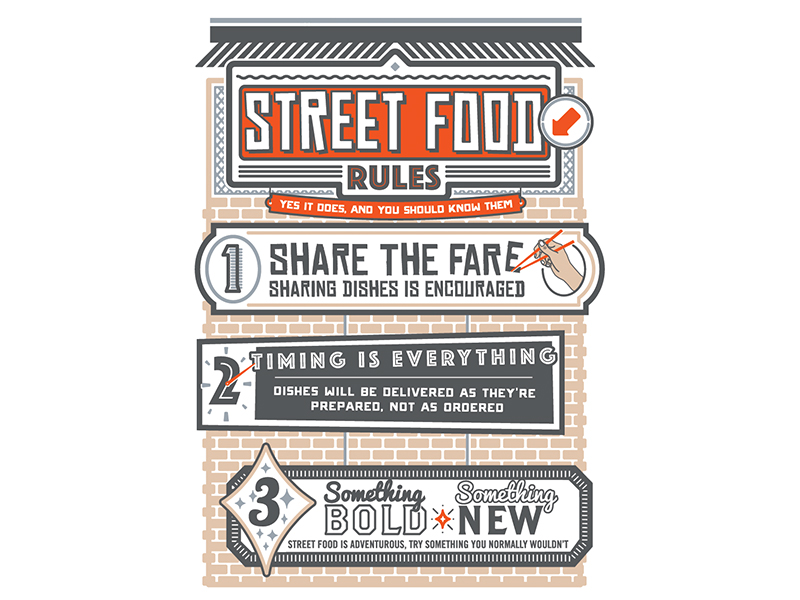 STREET FOOD
RULES
YES IT DOES, AND YOU SHOULD KNOW THEM
1 SHARE THE FARE
SHARING DISHES IS ENCOURAGED
2 TIMING IS EVERYTHING
DISHES WILL BE DELIVERED AS THEY'RE
PREPARED, NOT AS ORDERED
3 Something BOLD Something NEW
STREET FOOD IS ADVENTUROUS, TRY SOMETHING YOU NORMALLY WOULDN'T